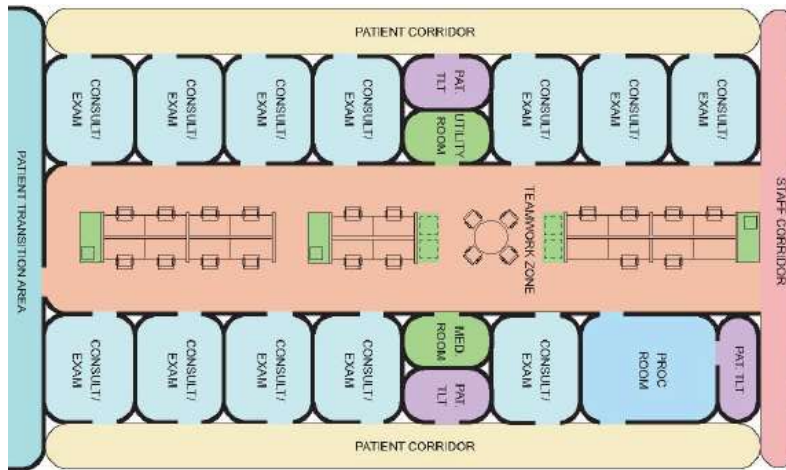 PATIENT CORRIDOR
PATIENT TRANSITION AREA
CONSULT/
EXAM
CONSULT/
EXAM
CONSULT/
EXAM
CONSULT/
EXAM
PAT.
TLT
UTILITY
ROOM
CONSULT/
EXAM
CONSULT/
EXAM
CONSULT/
EXAM
STAFF CORRIDOR
TEAMWORK ZONE
CONSULT/
EXAM
CONSULT/
EXAM
CONSULT/
EXAM
CONSULT/
EXAM
MED.
ROOM
PAT.
TLT
CONSULT/
EXAM
PROC
ROOM
PAT. TLT
PATIENT CORRIDOR